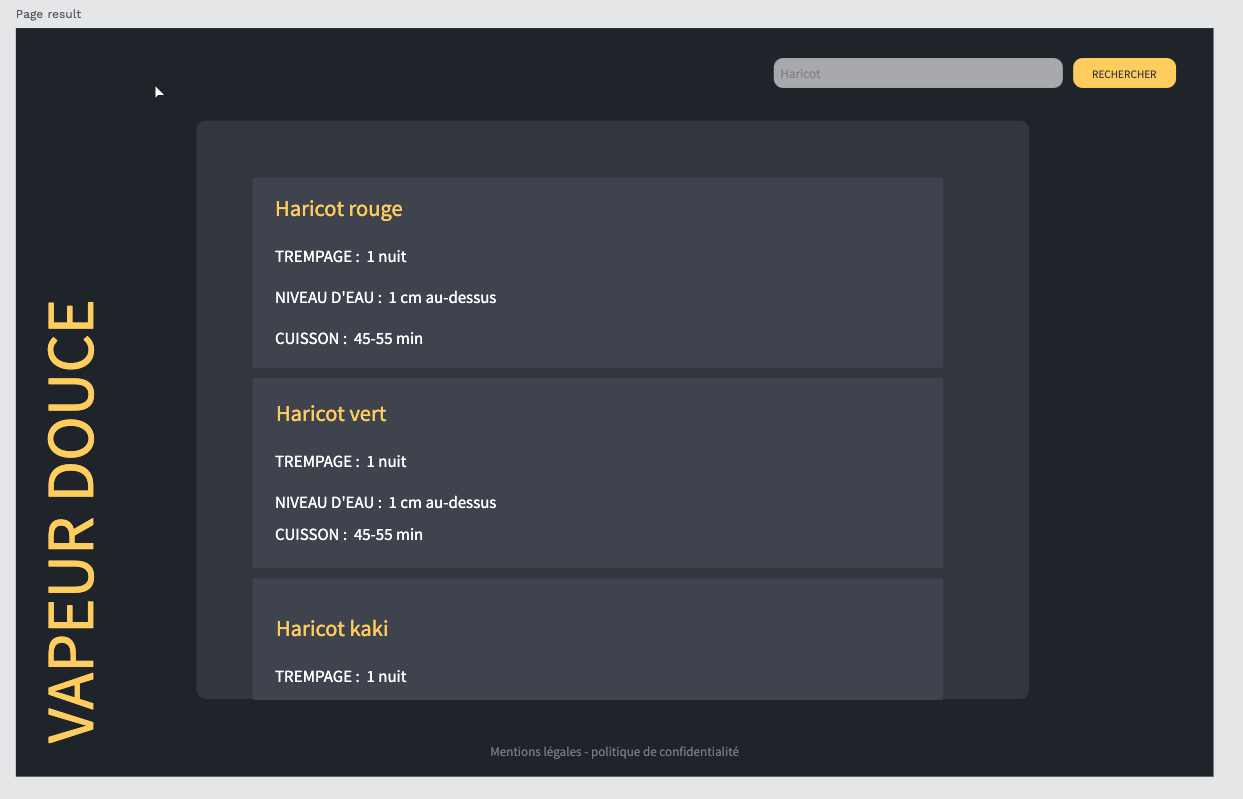 Page result
Haricot
RECHERCHER
Haricot rouge
TREMPAGE : 1 nuit
NIVEAU D'EAU : 1 cm au-dessus
CUISSON : 45-55 min
Haricot vert
TREMPAGE : 1 nuit
NIVEAU D'EAU : 1 cm au-dessus
CUISSON : 45-55 min
Haricot kaki
TREMPAGE : 1 nuit
VAPEUR DOUCE
Mentions légales - politique de confidentialité